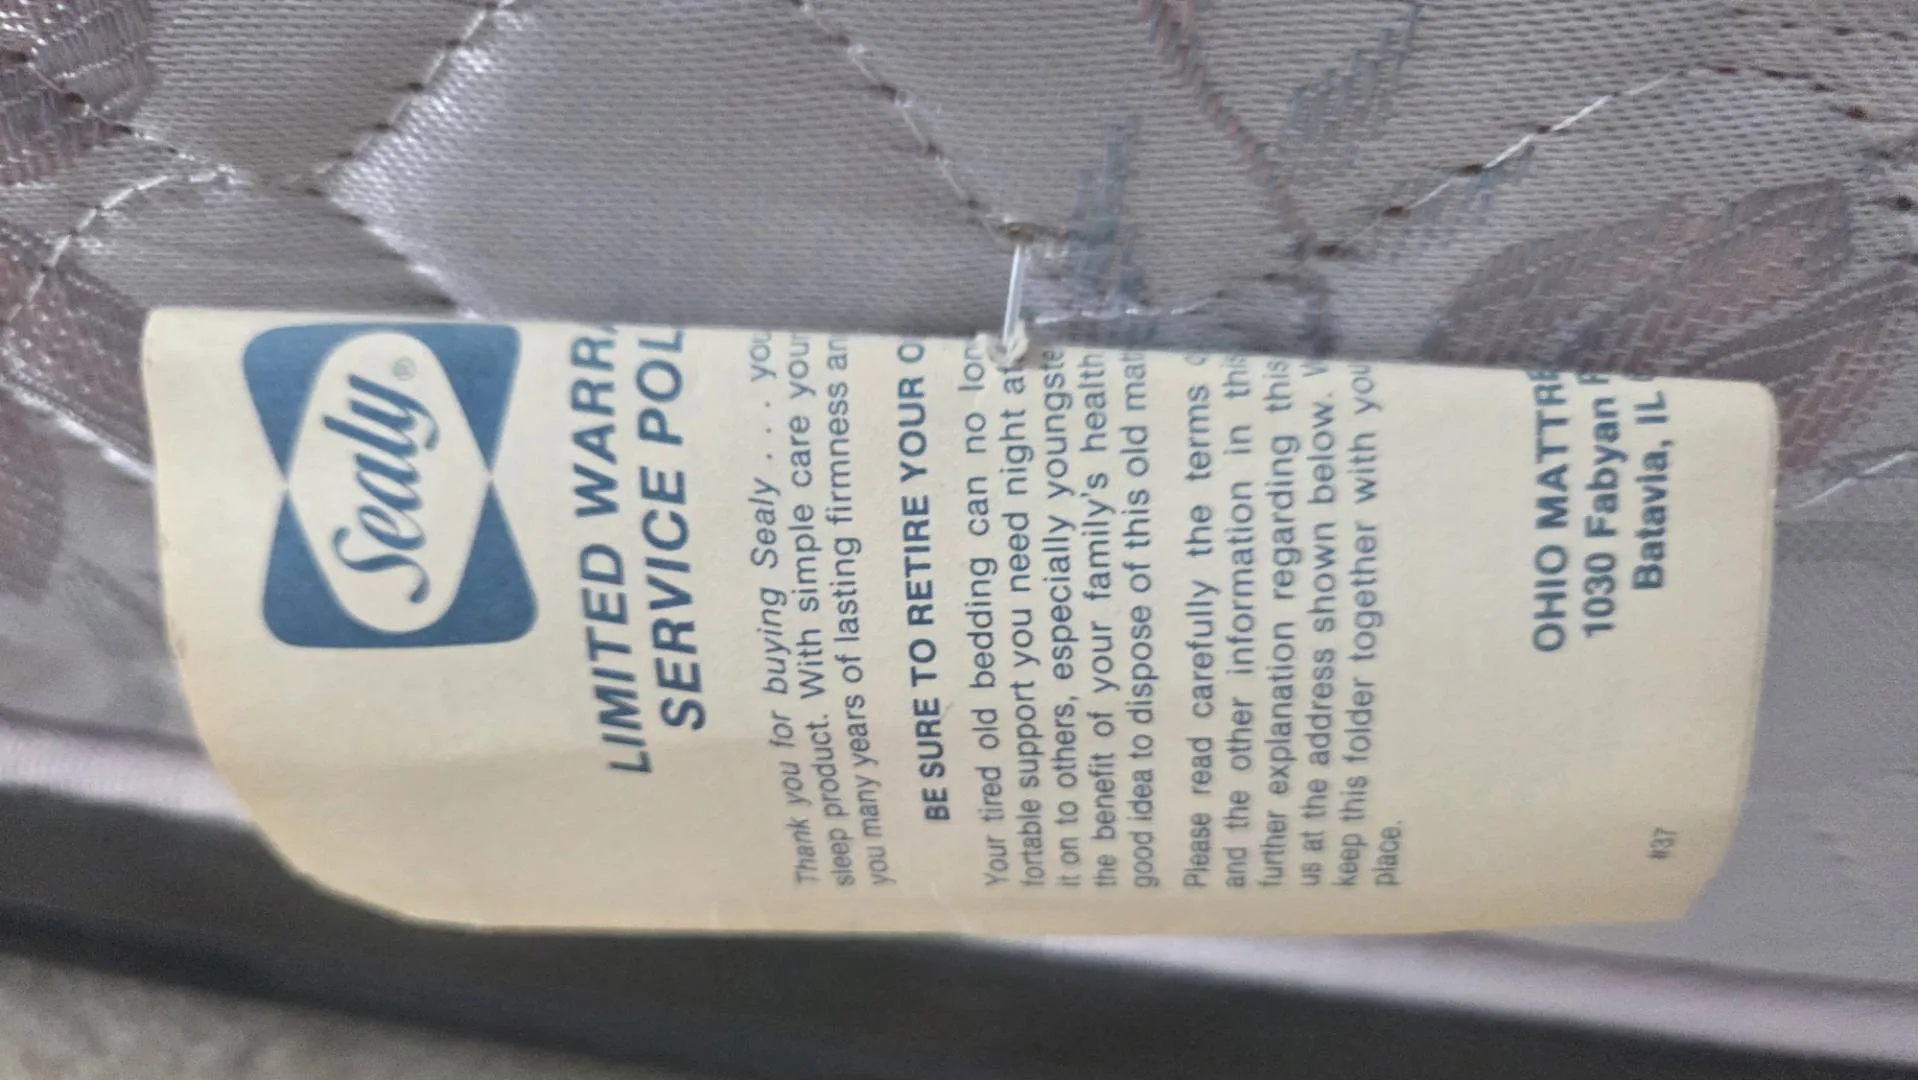 Sealy®
LIMITED WARR
SERVICE POL
Thank you for buying Sealy . . . you
sleep product. With simple care your
you many years of lasting firmness an
BE SURE TO RETIRE YOUR O
Your tired old bedding can no lon
fortable support you need night at
it on to others, especially youngste
the benefit of your family's health
good idea to dispose of this old mat
Please read carefully the terms
and the other information in this
further explanation regarding this
us at the address shown below. W
keep this folder together with you
place.
OHIO MATTRE
1030 Fabyan
Batavia, IL
#37